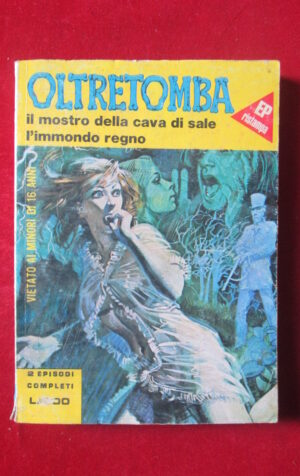 OLTRETOMBA
il mostro della cava di sale
l'immondo regno
EP
ristampa
VIETATO AI MINORI DI 16 ANNI
2 EPISODI
COMPLETI